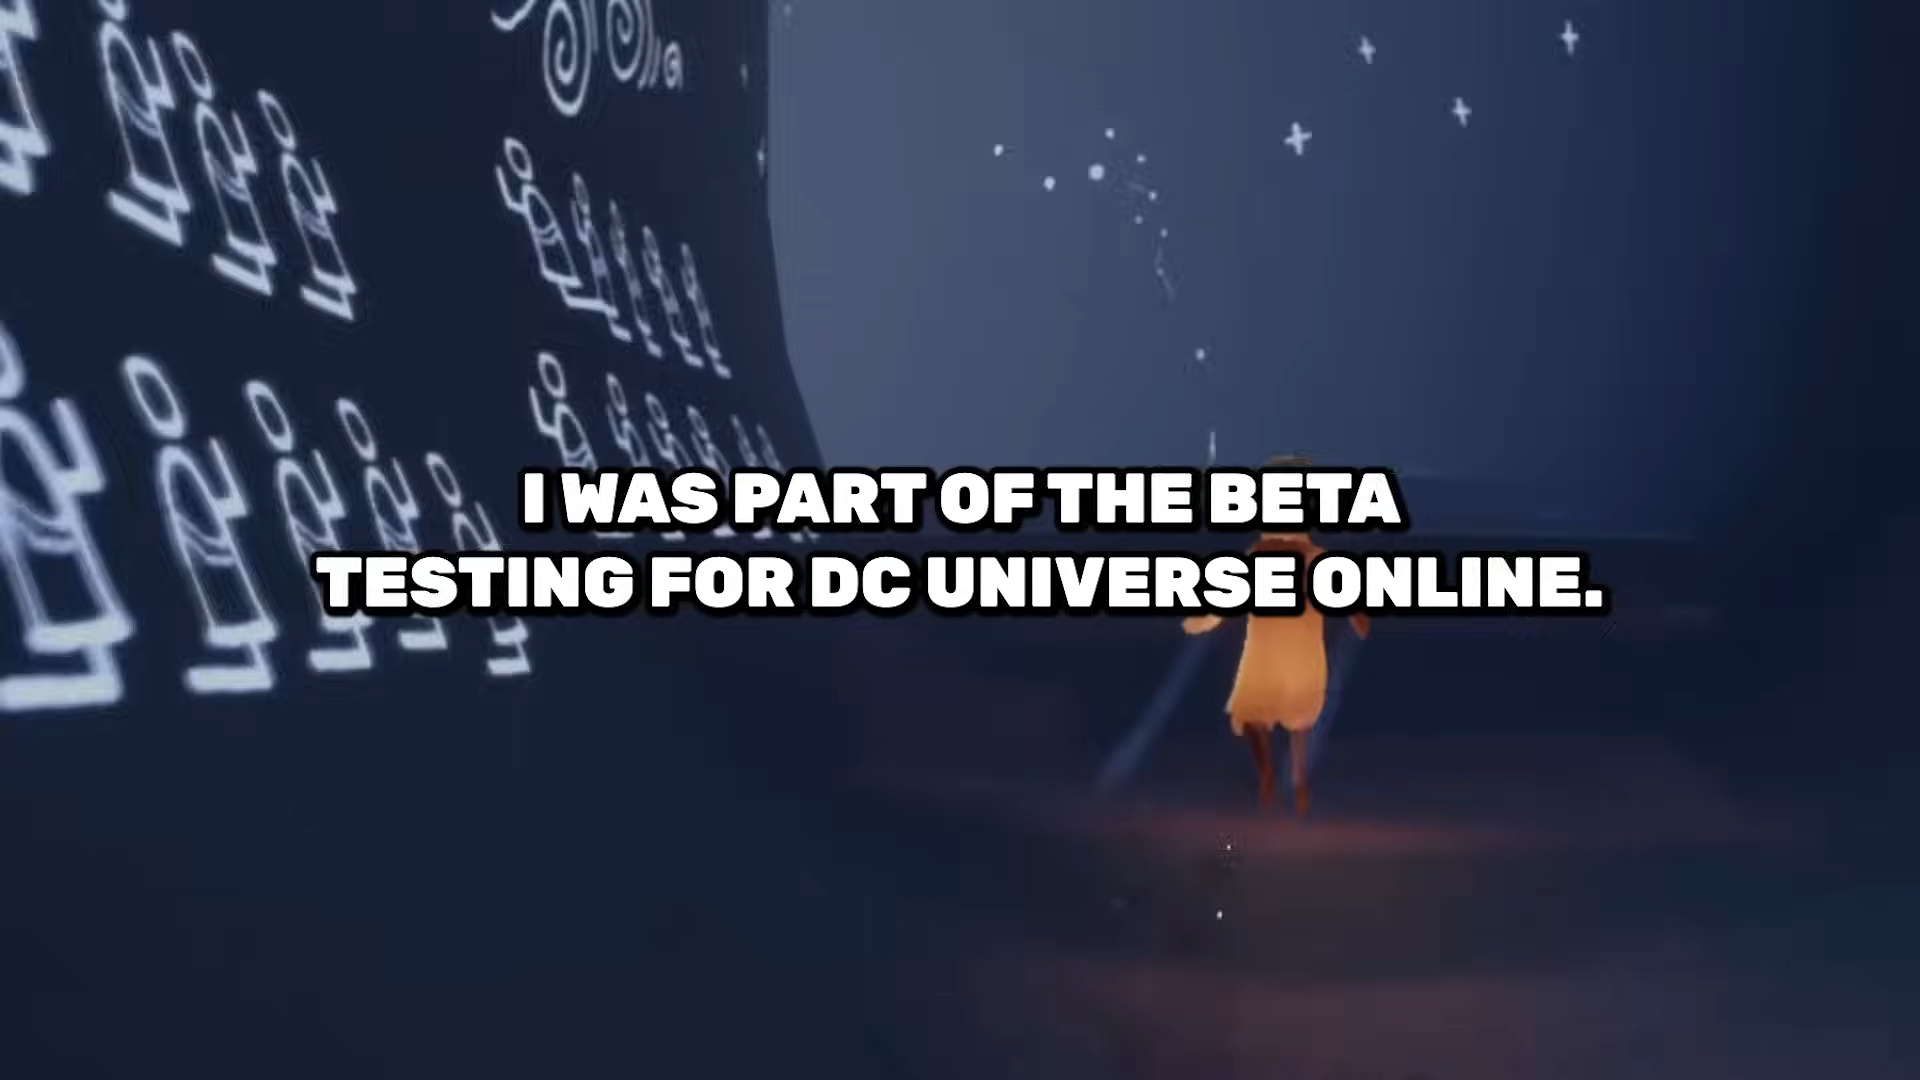 I WAS PART OF THE BETA
TESTING FOR DC UNIVERSE ONLINE.